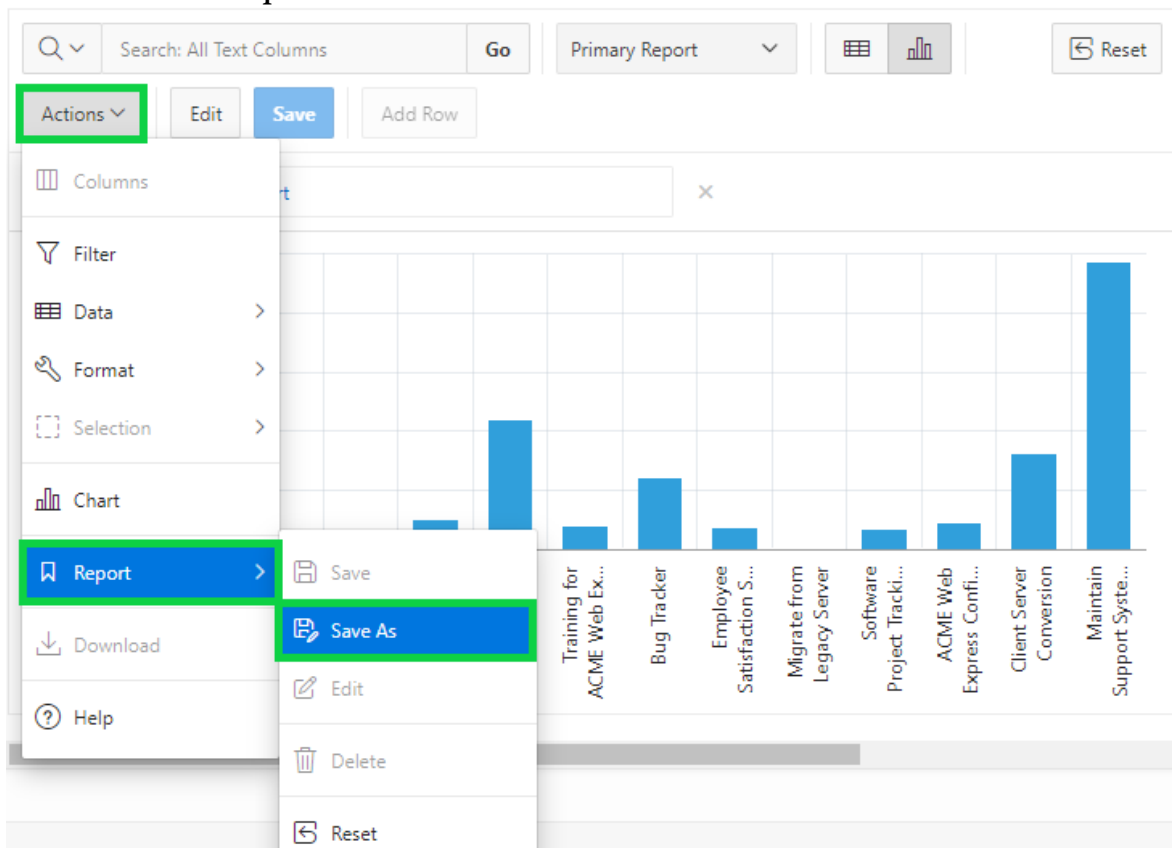 Search: All Text Columns
Go
Primary Report
Reset
Actions
Edit
Save
Add Row
Columns
rt
Filter
Data
Format
Selection
Chart
Report
Download
Help
Save
Save As
Edit
Delete
Reset
Training for
ACME Web Ex...
Bug Tracker
Employee
Satisfaction S...
Migrate from
Legacy Server
Software
Project Tracki...
ACME Web
Express Confi...
Client Server
Conversion
Maintain
Support Syste...